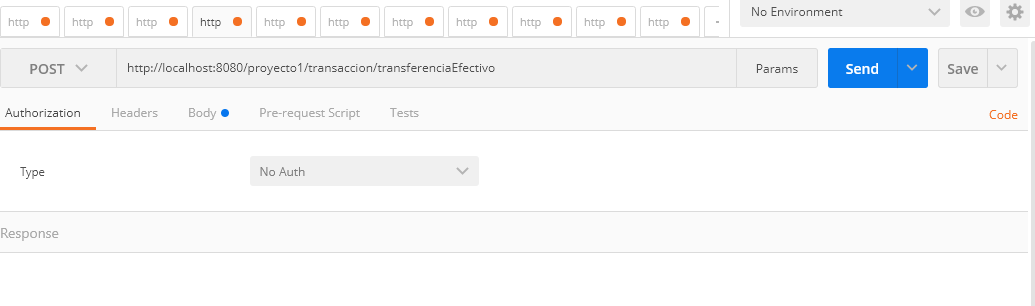 http http http http http http http http http http http No Environment
POST http://localhost:8080/proyecto1/transaccion/transferenciaEfectivo Params Send Save
Authorization Headers Body Pre-request Script Tests Code
Type No Auth
Response